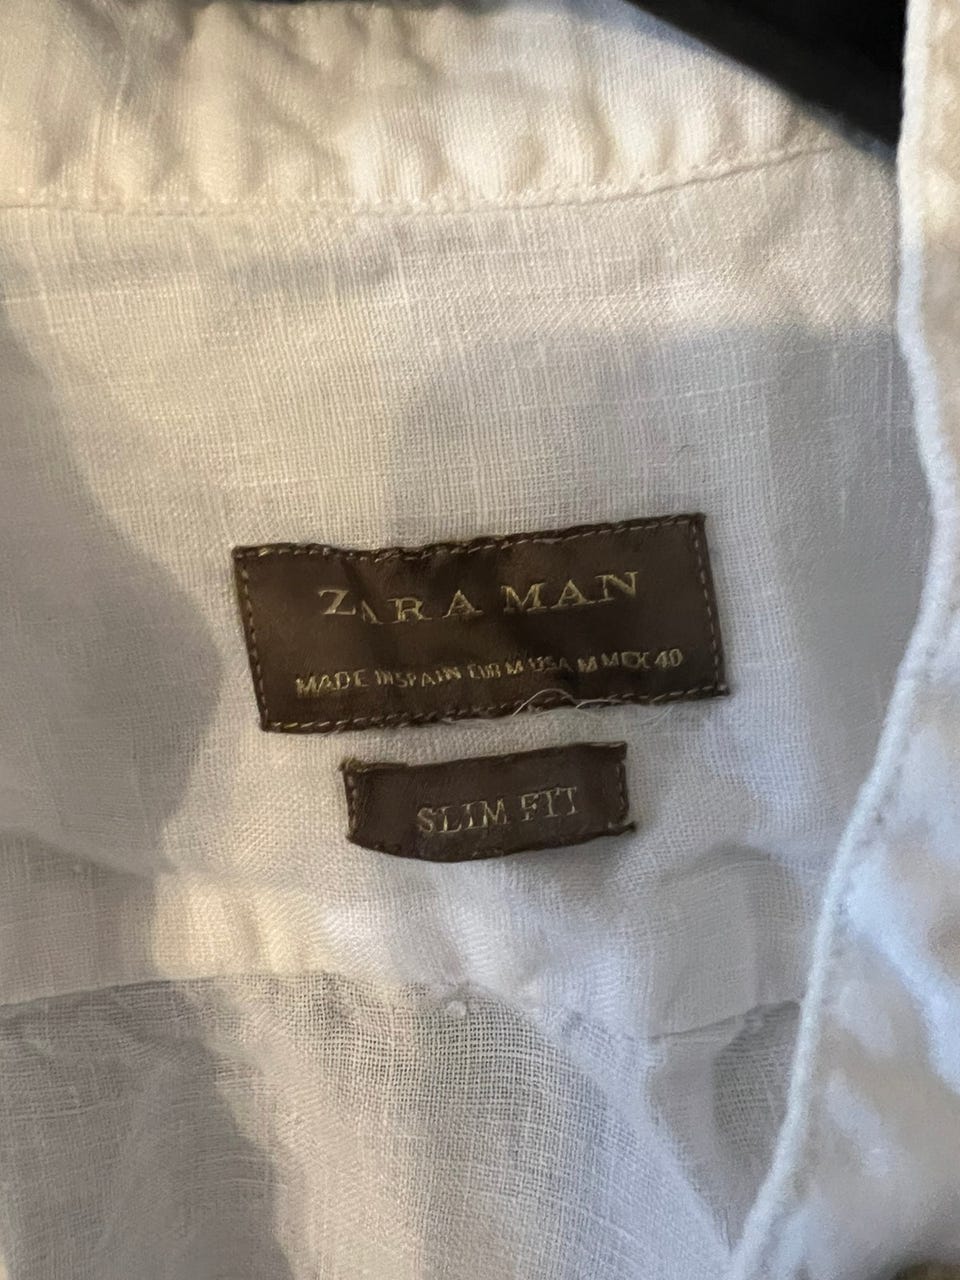 ZARA MAN
MADE IN SPAIN EUR M USA M MEX 40
SLIM FIT